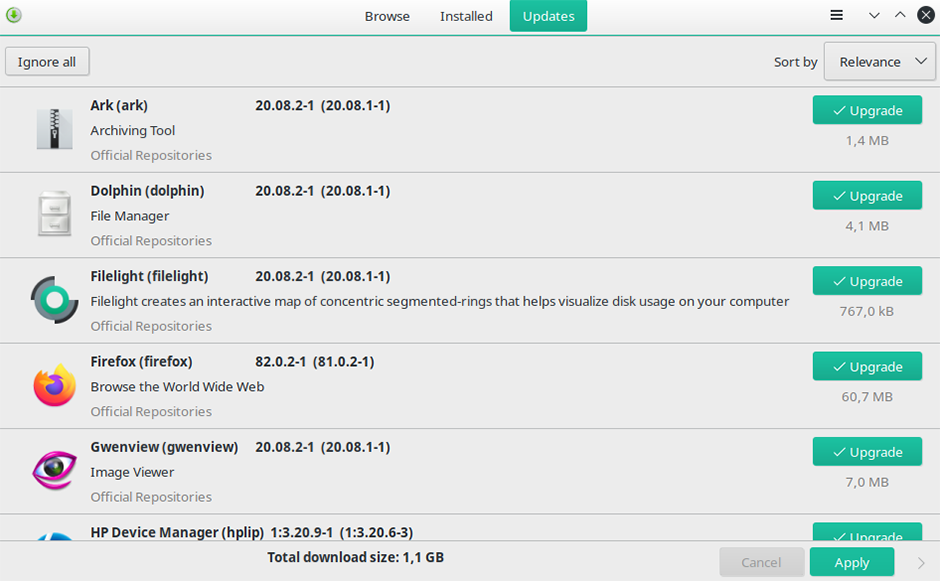 Browse Installed Updates
Ignore all Sort by Relevance
Ark (ark) 20.08.2-1 (20.08.1-1) Upgrade
Archiving Tool 1,4 MB
Official Repositories
Dolphin (dolphin) 20.08.2-1 (20.08.1-1) Upgrade
File Manager 4,1 MB
Official Repositories
Filelight (filelight) 20.08.2-1 (20.08.1-1) Upgrade
Filelight creates an interactive map of concentric segmented-rings that helps visualize disk usage on your computer 767,0 kB
Official Repositories
Firefox (firefox) 82.0.2-1 (81.0.2-1) Upgrade
Browse the World Wide Web 60,7 MB
Official Repositories
Gwenview (gwenview) 20.08.2-1 (20.08.1-1) Upgrade
Image Viewer 7,0 MB
Official Repositories
HP Device Manager (hplip) 1:3.20.9-1 (1:3.20.6-3) Upgrade
Total download size: 1,1 GB Cancel Apply